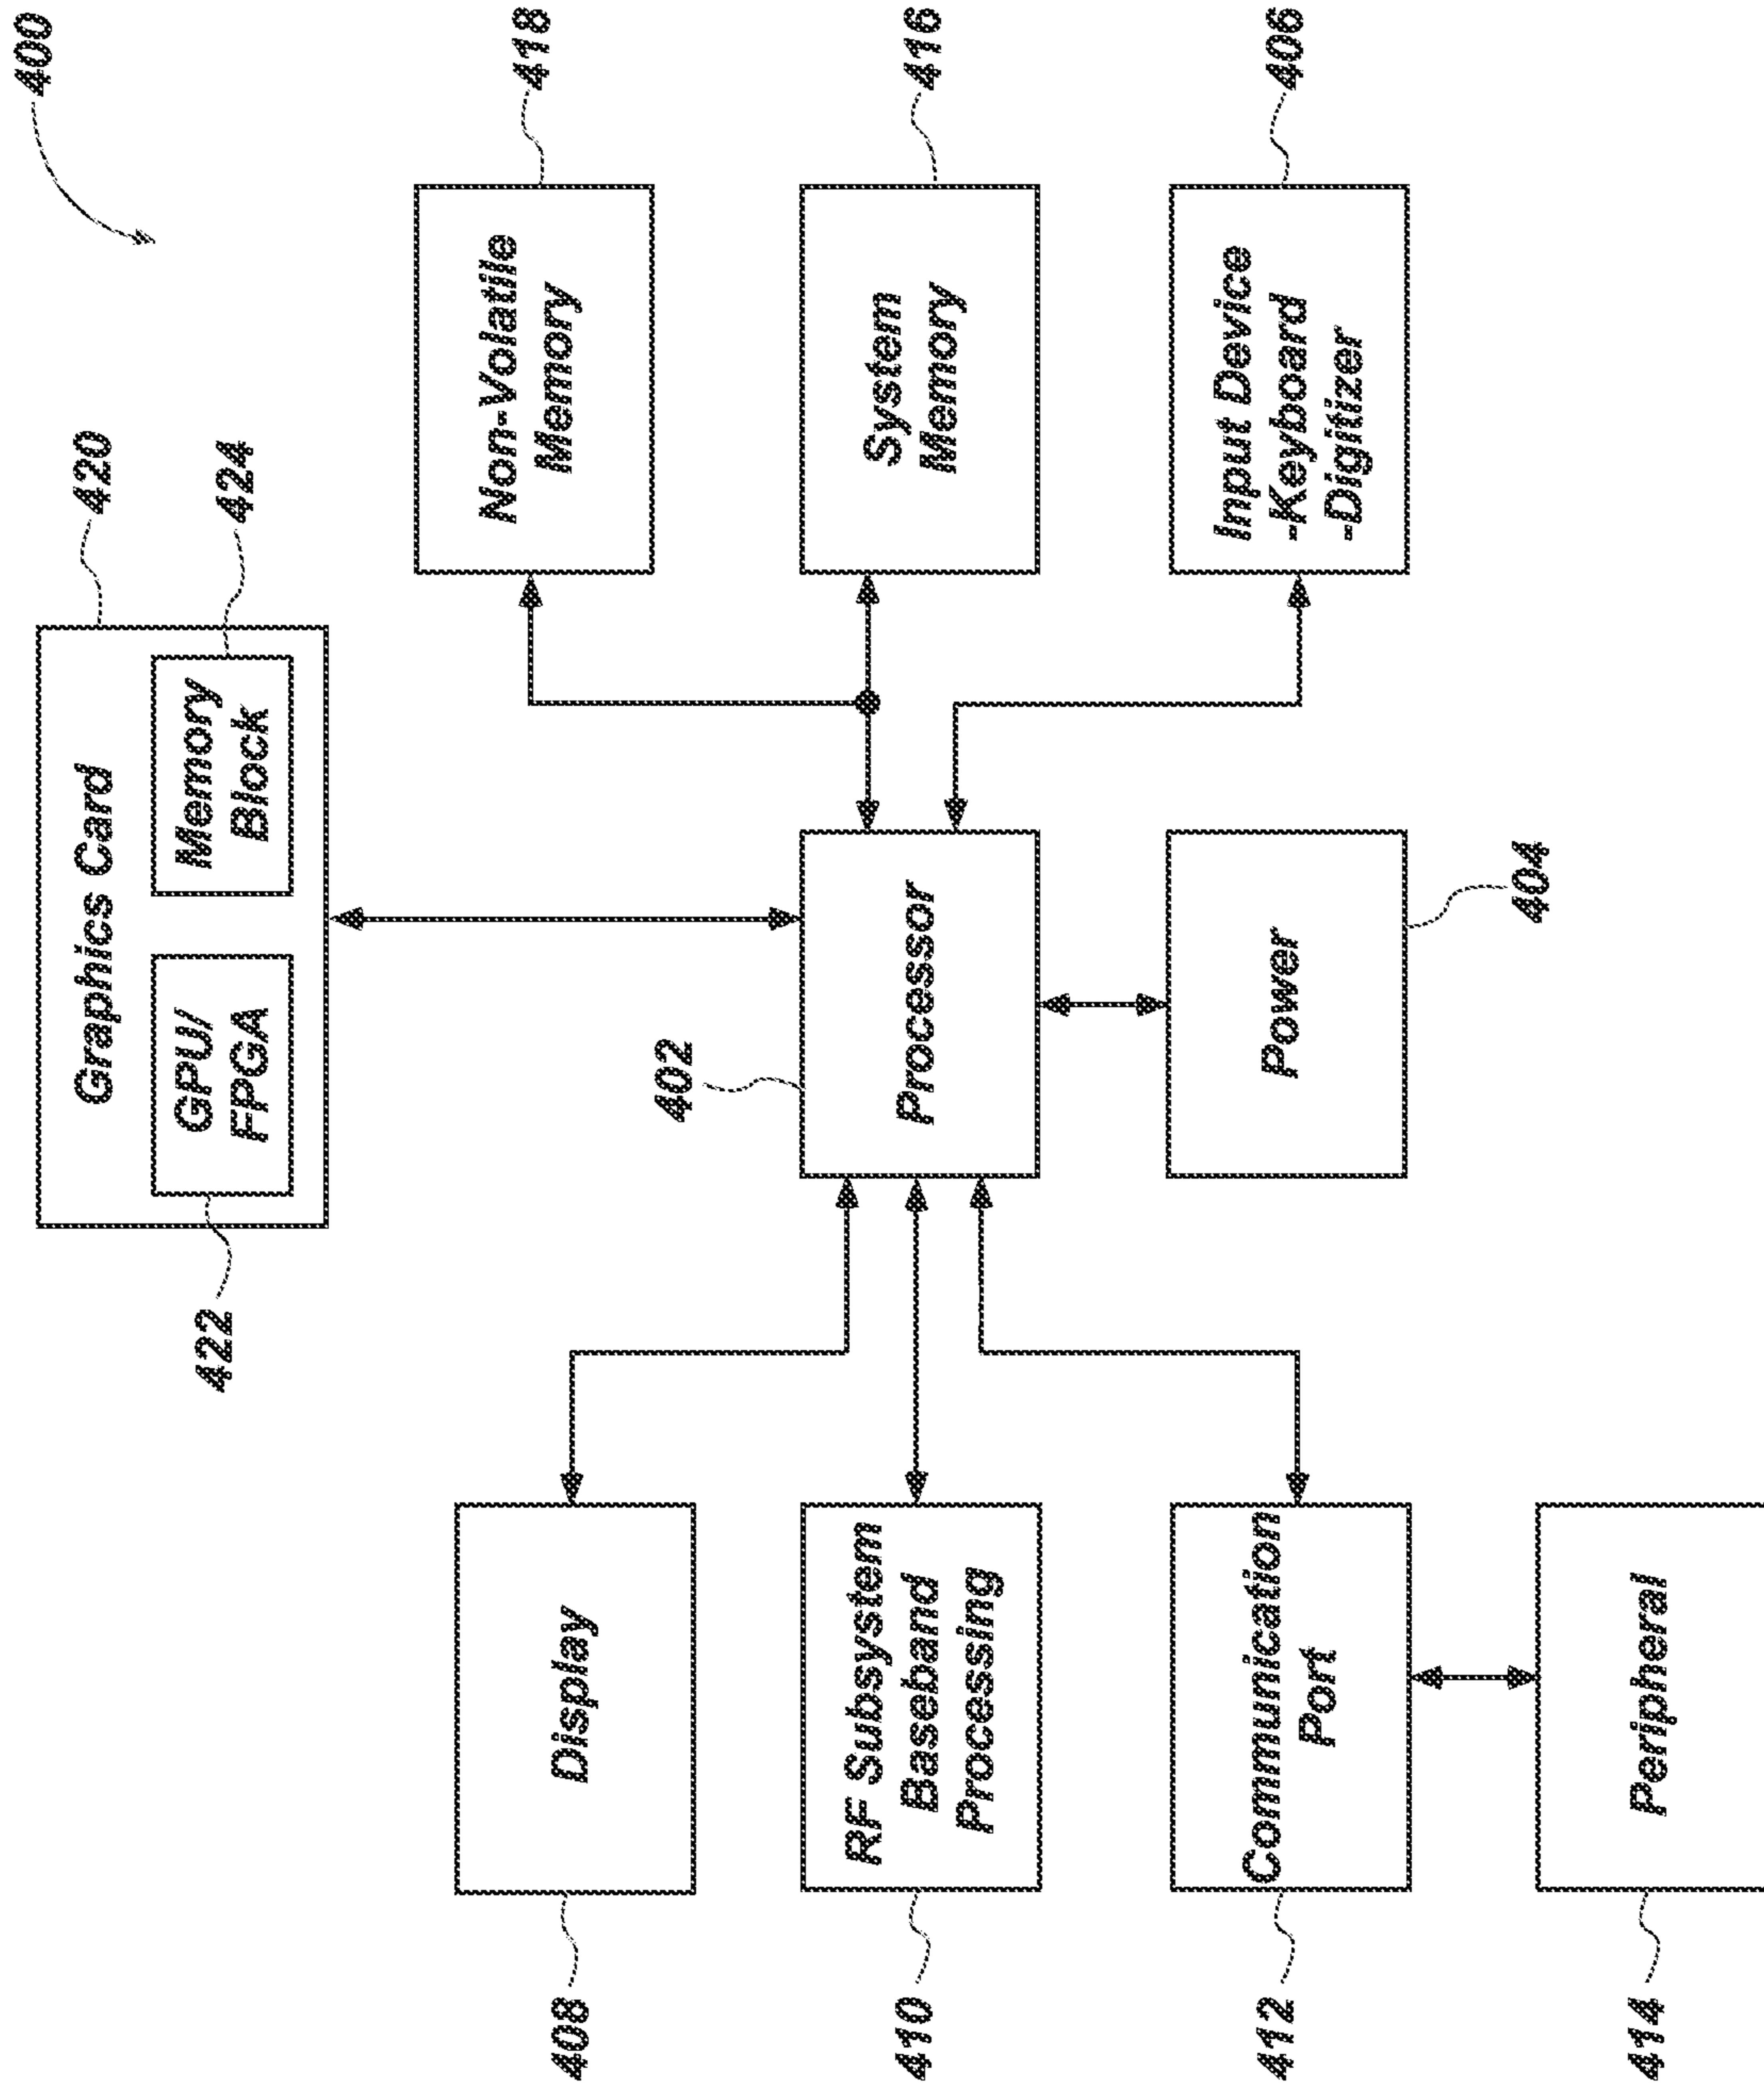 400
420
Graphics Card
422
GPU/
FPGA
Memory
Block
424
408
Display
Non-Volatile
Memory
418
402
410
RF Subsystem
Baseband
Processing
Processor
System
Memory
416
412
Communication
Port
Power
404
Input Device
-Keyboard
-Digitizer
406
414
Peripheral